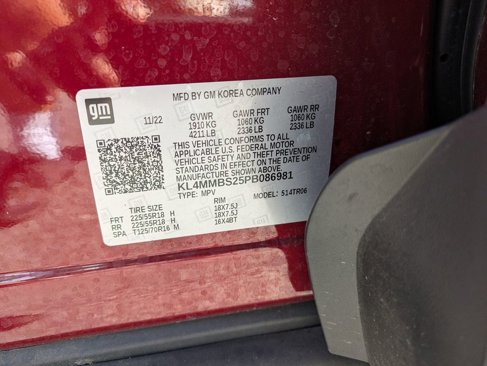 MFD BY GM KOREA COMPANY
gm
11/22
GVWR GAWR FRT GAWR RR
1910 KG 1060 KG 1060 KG
4211 LB 2336 LB 2336 LB
THIS VEHICLE CONFORMS TO ALL
APPLICABLE U.S. FEDERAL MOTOR
VEHICLE SAFETY AND THEFT PREVENTION
STANDARDS IN EFFECT ON THE DATE OF
MANUFACTURE SHOWN ABOVE.
KL4MMBS25PB086981
TYPE: MPV MODEL: 514TR06
TIRE SIZE RIM
FRT 225/55R18 H 18X7.5J
RR 225/55R18 H 18X7.5J
SPA T125/70R16 M 16X4BT